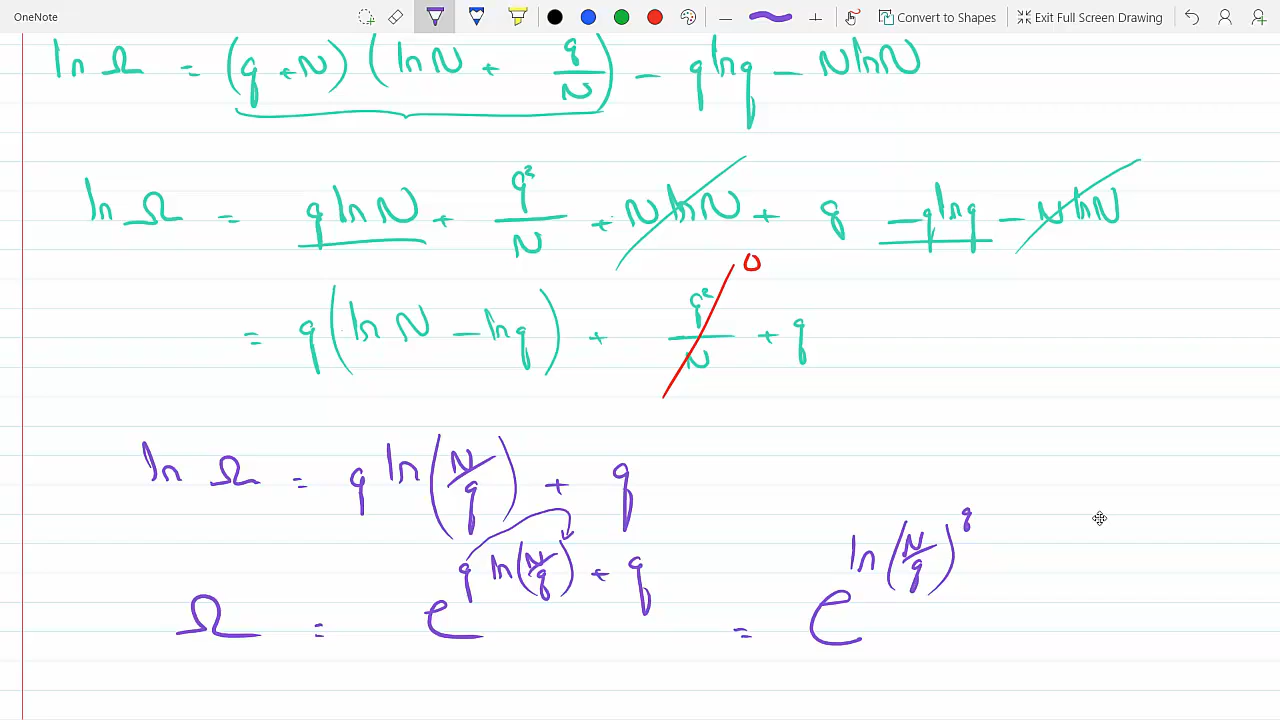 OneNote Convert to Shapes Exit Full Screen Drawing
ln Ω = (q + N) (ln N + q/N) - q ln q - N ln N
ln Ω = q ln N + q²/N + N ln N + q - q ln q - N ln N
0
= q (ln N - ln q) + q²/N + q
ln Ω = q ln (N/q) + q
Ω = e^{q ln(N/q) + q} = e^{ln(N/q)^q}